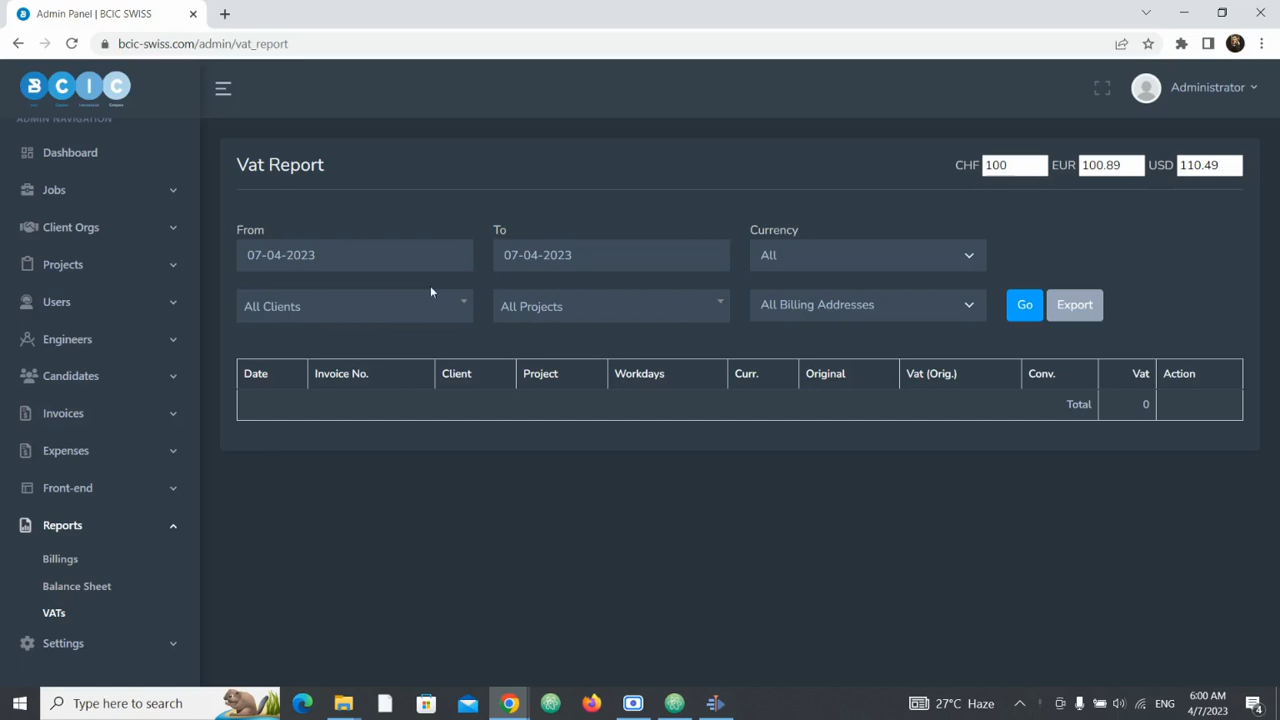 Admin Panel | BCIC SWISS
bcic-swiss.com/admin/vat_report
B C I C
Administrator
ADMIN NAVIGATION
Dashboard
Jobs
Client Orgs
Projects
Users
Engineers
Candidates
Invoices
Expenses
Front-end
Reports
Billings
Balance Sheet
VATs
Settings
Vat Report
CHF 100 EUR 100.89 USD 110.49
From To Currency
07-04-2023 07-04-2023 All
All Clients All Projects All Billing Addresses Go Export
Date Invoice No. Client Project Workdays Curr. Original Vat (Orig.) Conv. Vat Action
Total 0
Type here to search
27°C Haze
ENG
6:00 AM
4/7/2023
4